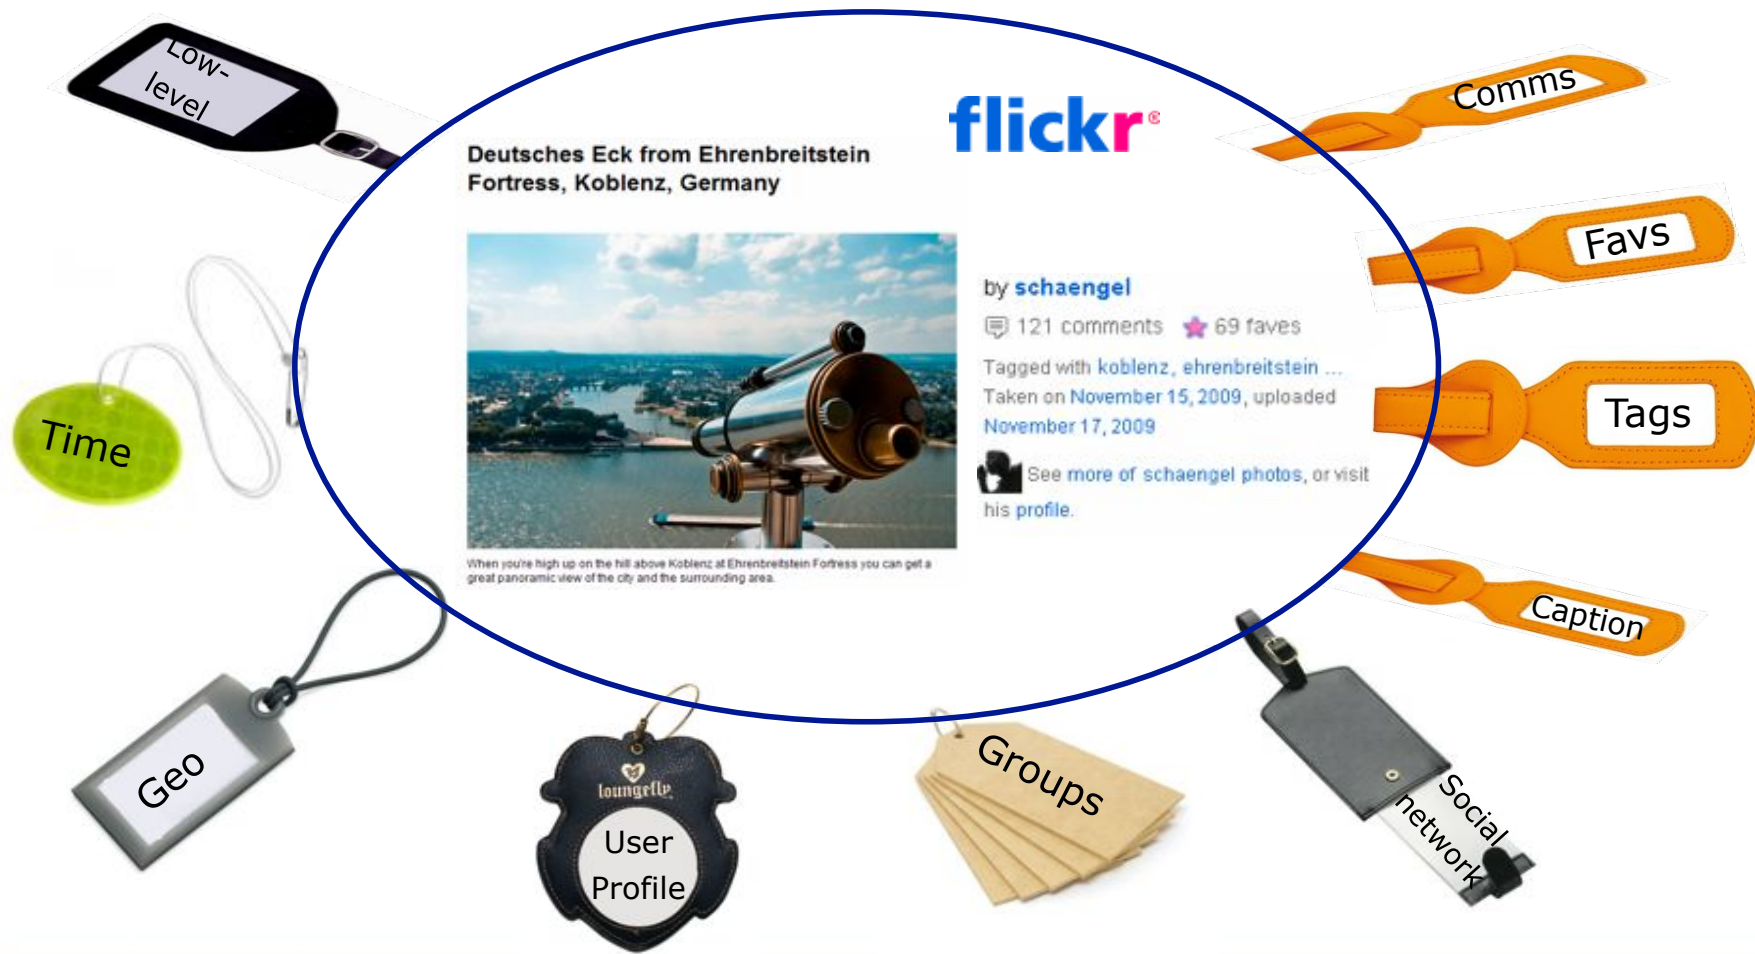 Low-
level
flickr®
Comms
Deutsches Eck from Ehrenbreitstein
Fortress, Koblenz, Germany
Favs
by schaengel
121 comments 69 faves
Tagged with koblenz, ehrenbreitstein ...
Taken on November 15, 2009, uploaded
November 17, 2009
See more of schaengel photos, or visit
his profile.
Tags
Time
When you're high up on the hill above Koblenz at Ehrenbreitstein Fortress you can get a
great panoramic view of the city and the surrounding area.
Caption
Geo
loungefly
User
Profile
Groups
Social
network